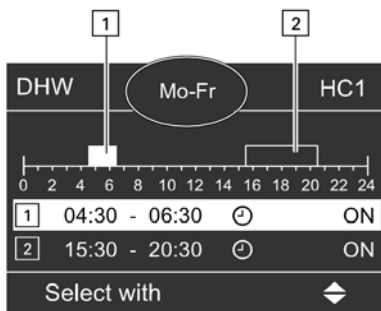 1 2
DHW Mo-Fr HC1
0 2 4 6 8 10 12 14 16 18 20 22 24
1 04:30 - 06:30 ON
2 15:30 - 20:30 ON
Select with